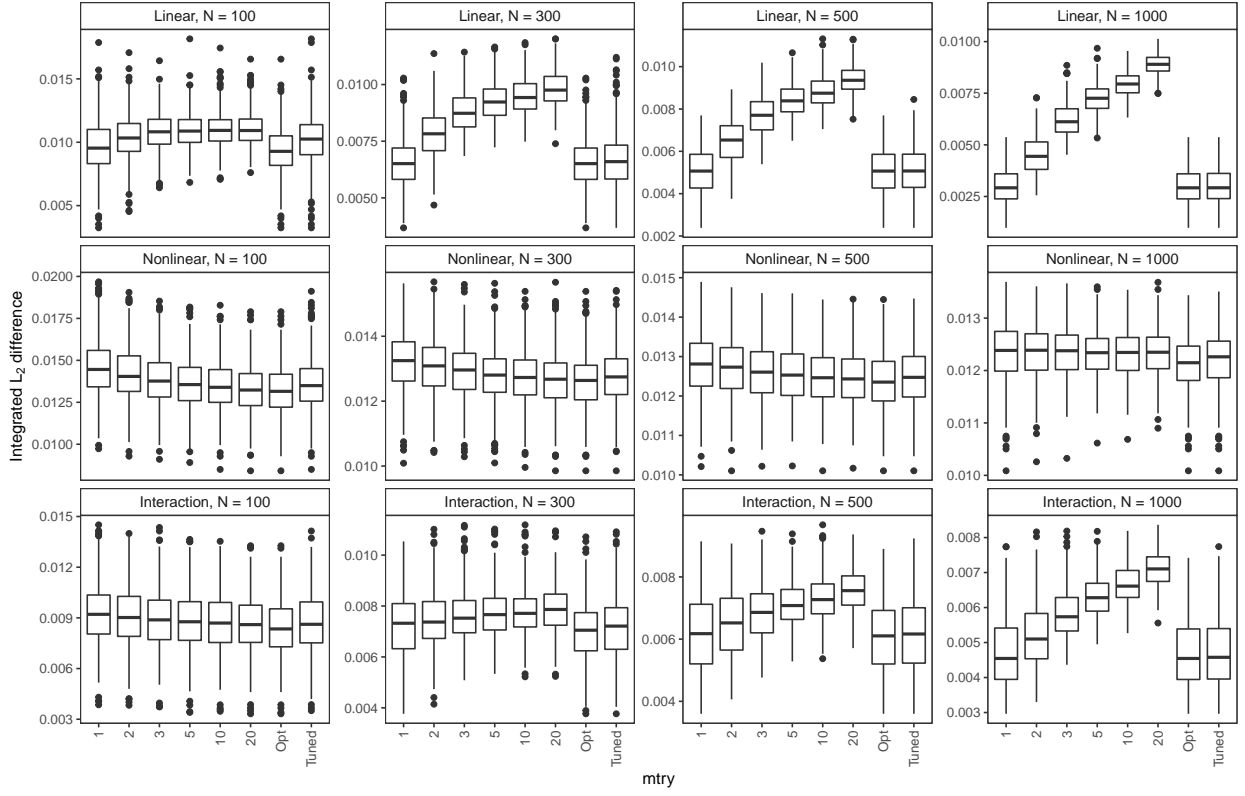 Linear, N = 100
Linear, N = 300
Linear, N = 500
Linear, N = 1000
0.015
0.010
0.005
0.0100
0.0075
0.0050
0.010
0.008
0.006
0.004
0.002
0.0100
0.0075
0.0050
0.0025
Nonlinear, N = 100
Nonlinear, N = 300
Nonlinear, N = 500
Nonlinear, N = 1000
0.0200
0.0175
0.0150
0.0125
0.0100
0.014
0.012
0.010
0.015
0.014
0.013
0.012
0.011
0.010
0.013
0.012
0.011
0.010
Interaction, N = 100
Interaction, N = 300
Interaction, N = 500
Interaction, N = 1000
0.015
0.012
0.009
0.006
0.003
0.010
0.008
0.006
0.004
0.008
0.006
0.004
0.008
0.007
0.006
0.005
0.004
0.003
Integrated L2 difference
1 2 3 5 10 20 Opt Tuned
1 2 3 5 10 20 Opt Tuned
1 2 3 5 10 20 Opt Tuned
1 2 3 5 10 20 Opt Tuned
mtry